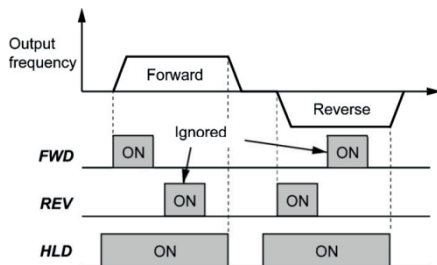 Output
frequency
Forward
Reverse
Ignored
FWD ON ON
REV ON ON
HLD ON ON